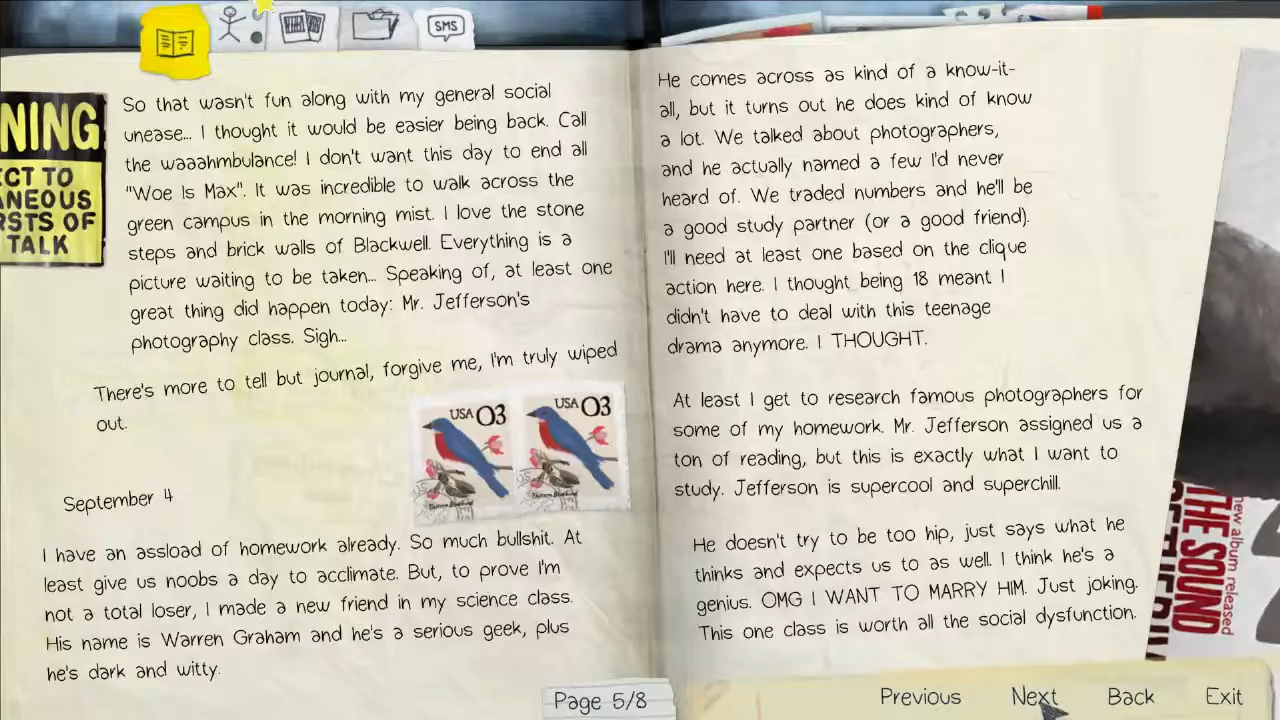 SMS
NING
ECT TO
ANEOUS
RSTS OF
TALK
So that wasn't fun along with my general social
unease... I thought it would be easier being back. Call
the waaahmbulance! I don't want this day to end all
"Woe Is Max". It was incredible to walk across the
green campus in the morning mist. I love the stone
steps and brick walls of Blackwell. Everything is a
picture waiting to be taken... Speaking of, at least one
great thing did happen today: Mr. Jefferson's
photography class. Sigh...
There's more to tell but journal, forgive me, I'm truly wiped
out.
USA 03
USA 03
Eastern Bluebird
Eastern Bluebird
September 4
I have an assload of homework already. So much bullshit. At
least give us noobs a day to acclimate. But, to prove I'm
not a total loser, I made a new friend in my science class.
His name is Warren Graham and he's a serious geek, plus
he's dark and witty.
He comes across as kind of a know-it-
all, but it turns out he does kind of know
a lot. We talked about photographers,
and he actually named a few I'd never
heard of. We traded numbers and he'll be
a good study partner (or a good friend).
I'll need at least one based on the clique
action here. I thought being 18 meant I
didn't have to deal with this teenage
drama anymore. I THOUGHT.
At least I get to research famous photographers for
some of my homework. Mr. Jefferson assigned us a
ton of reading, but this is exactly what I want to
study. Jefferson is supercool and superchill.
He doesn't try to be too hip, just says what he
thinks and expects us to as well. I think he's a
genius. OMG I WANT TO MARRY HIM. Just joking.
This one class is worth all the social dysfunction.
new album released
THE SOUND
Page 5/8
Previous
Next
Back
Exit